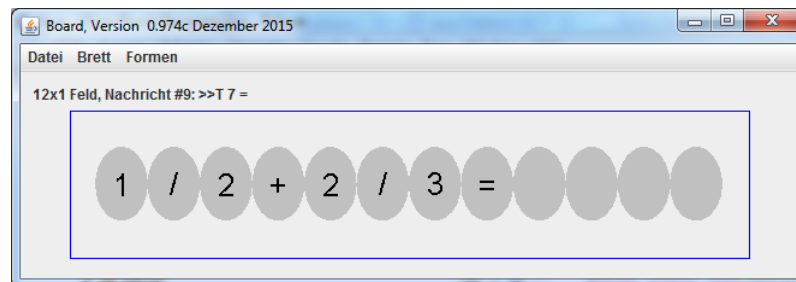 Board, Version 0.974c Dezember 2015
Datei Brett Formen
12x1 Feld, Nachricht #9: >>T 7 =
1 / 2 + 2 / 3 =